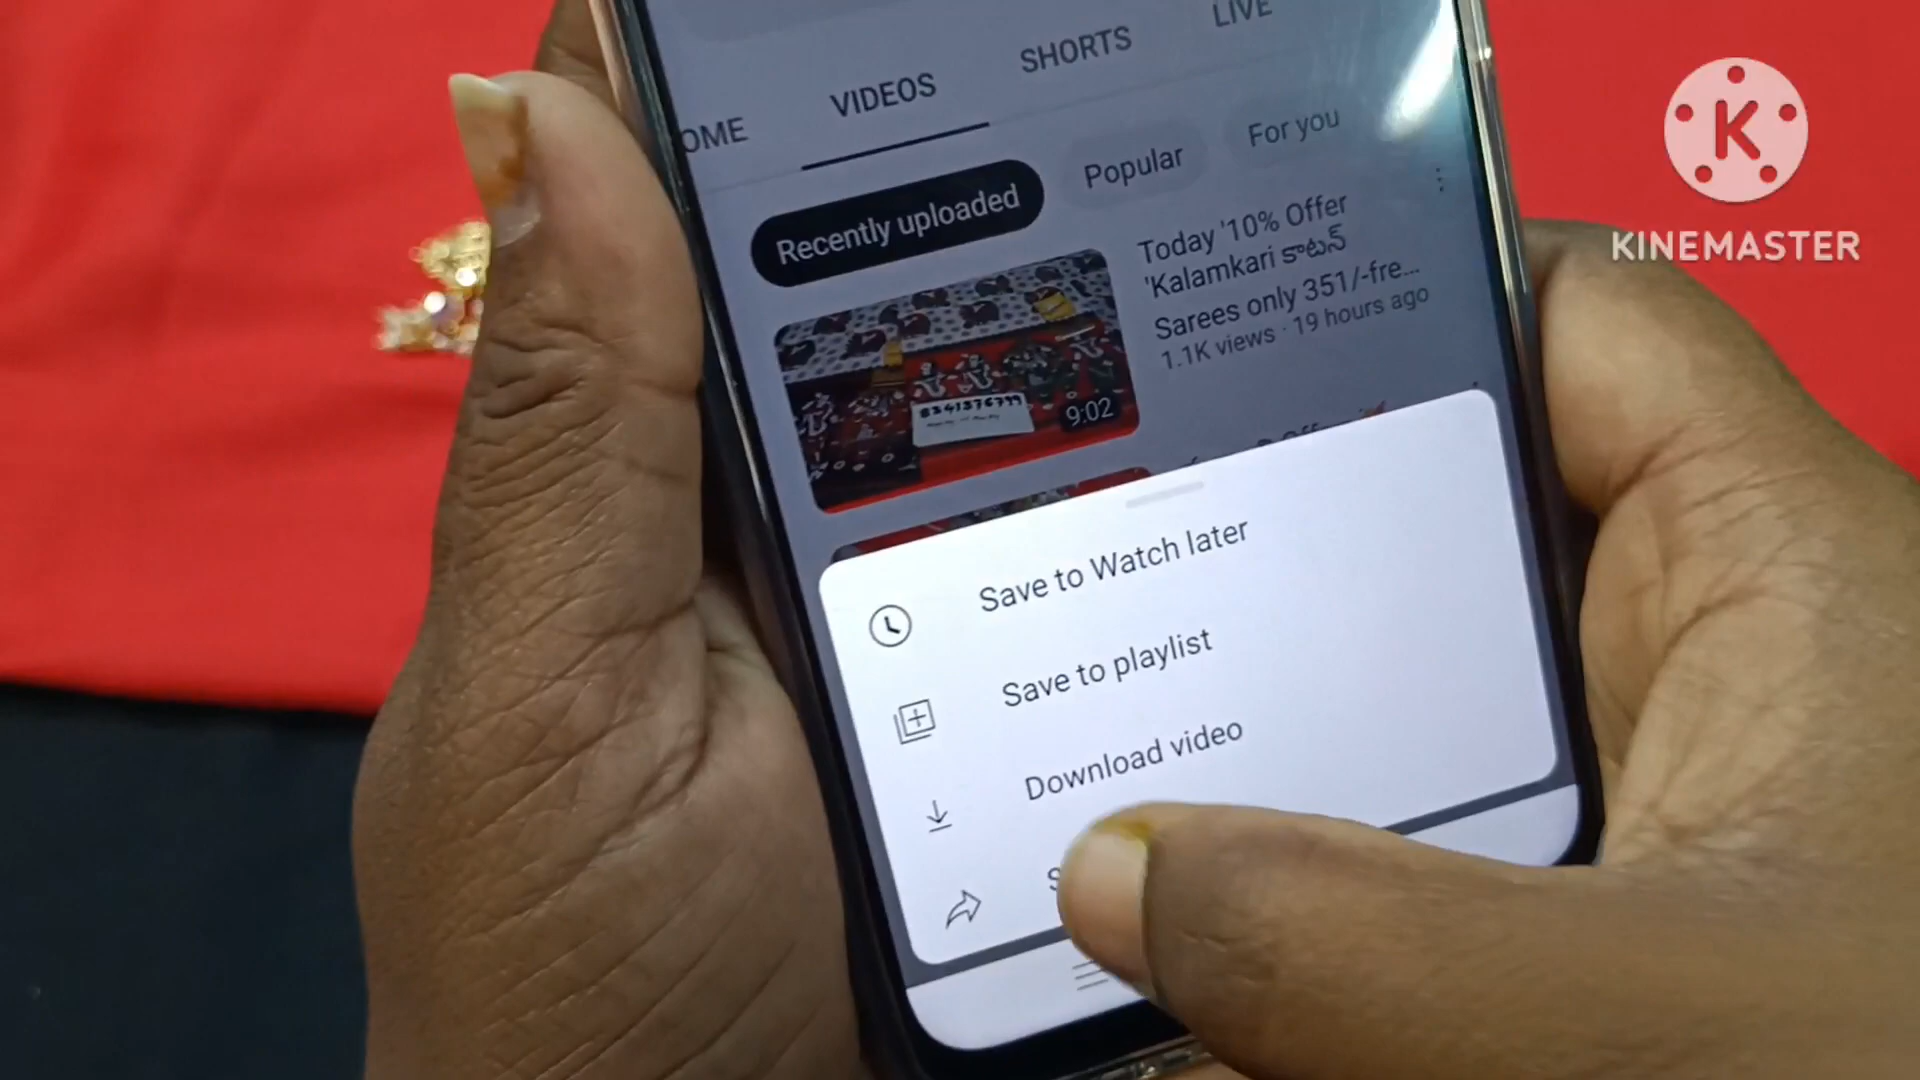 LIVE
SHORTS
VIDEOS
OME
For you
Popular
Recently uploaded
Today '10% Offer
'Kalamkari కాటన్
Sarees only 351/-fre...
1.1K views · 19 hours ago
9:02
Save to Watch later
Save to playlist
Download video
S
K
KINEMASTER